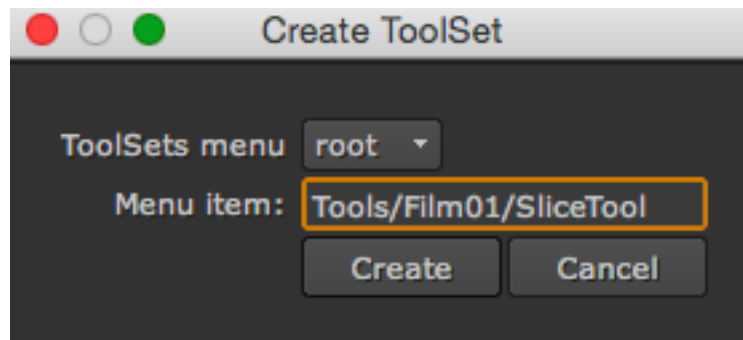 Create ToolSet
ToolSets menu root
Menu item: Tools/Film01/SliceTool
Create Cancel